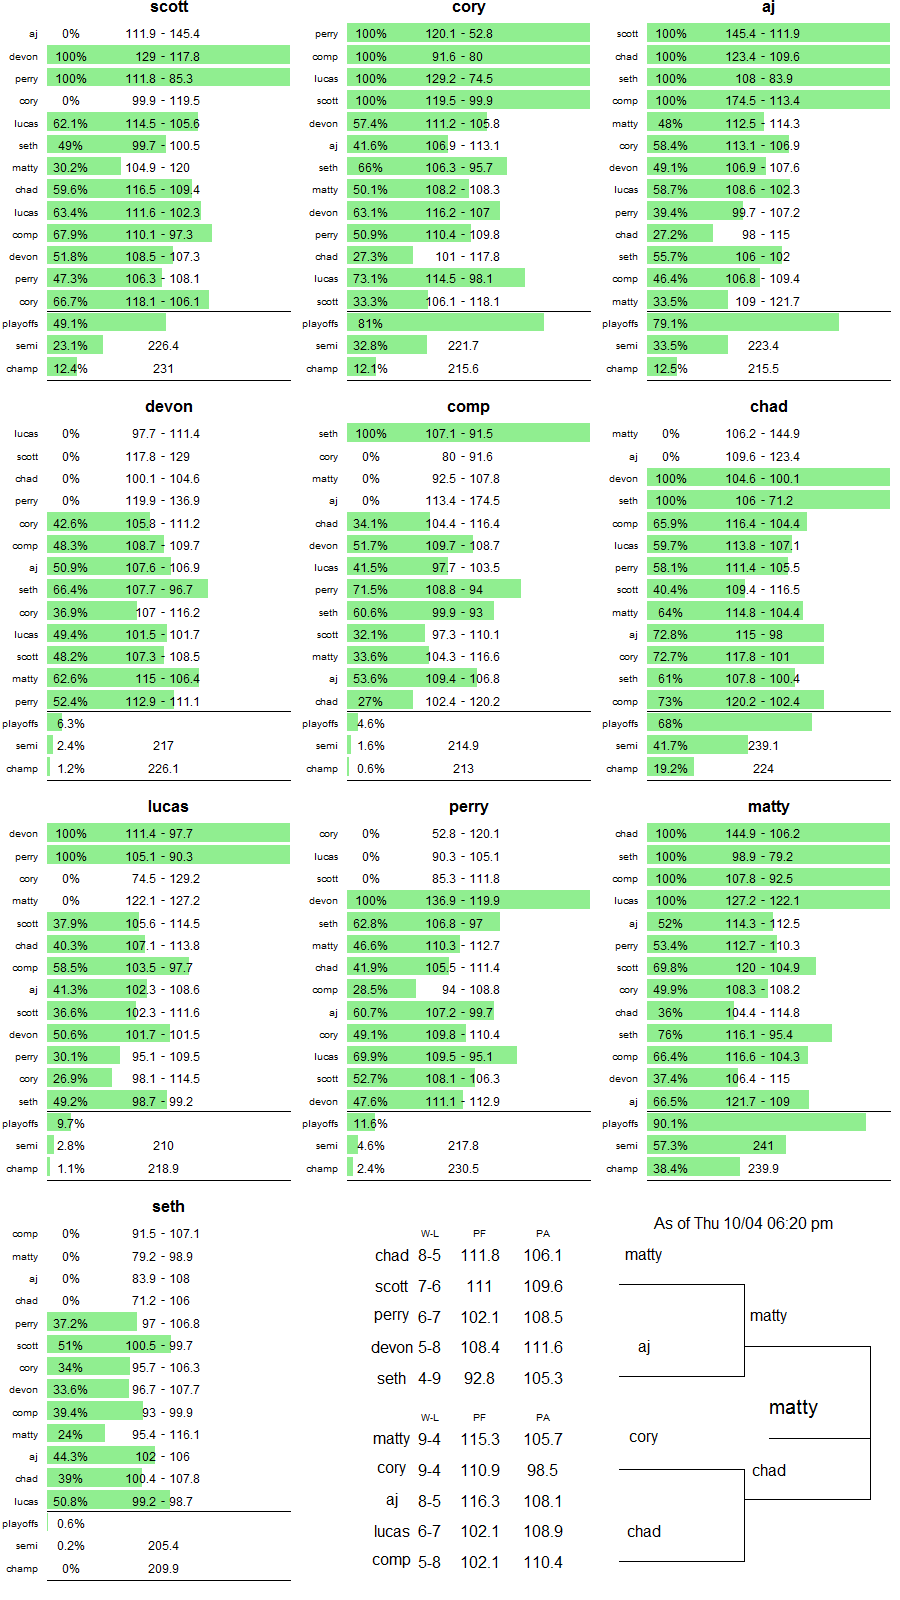 scott
aj 0% 111.9 - 145.4
devon 100% 129 - 117.8
perry 100% 111.8 - 85.3
cory 0% 99.9 - 119.5
lucas 62.1% 114.5 - 105.6
seth 49% 99.7 - 100.5
matty 30.2% 104.9 - 120
chad 59.6% 116.5 - 109.4
lucas 63.4% 111.6 - 102.3
comp 67.9% 110.1 - 97.3
devon 51.8% 108.5 - 107.3
perry 47.3% 106.3 - 108.1
cory 66.7% 118.1 - 106.1
playoffs 49.1%
semi 23.1% 226.4
champ 12.4% 231
cory
perry 100% 120.1 - 52.8
comp 100% 91.6 - 80
lucas 100% 129.2 - 74.5
scott 100% 119.5 - 99.9
devon 57.4% 111.2 - 105.8
aj 41.6% 106.9 - 113.1
seth 66% 106.3 - 95.7
matty 50.1% 108.2 - 108.3
devon 63.1% 116.2 - 107
perry 50.9% 110.4 - 109.8
chad 27.3% 101 - 117.8
lucas 73.1% 114.5 - 98.1
scott 33.3% 106.1 - 118.1
playoffs 81%
semi 32.8% 221.7
champ 12.1% 215.6
aj
scott 100% 145.4 - 111.9
chad 100% 123.4 - 109.6
seth 100% 108 - 83.9
comp 100% 174.5 - 113.4
matty 48% 112.5 - 114.3
cory 58.4% 113.1 - 106.9
devon 49.1% 106.9 - 107.6
lucas 58.7% 108.6 - 102.3
perry 39.4% 99.7 - 107.2
chad 27.2% 98 - 115
seth 55.7% 106 - 102
comp 46.4% 106.8 - 109.4
matty 33.5% 109 - 121.7
playoffs 79.1%
semi 33.5% 223.4
champ 12.5% 215.5
devon
lucas 0% 97.7 - 111.4
scott 0% 117.8 - 129
chad 0% 100.1 - 104.6
perry 0% 119.9 - 136.9
cory 42.6% 105.8 - 111.2
comp 48.3% 108.7 - 109.7
aj 50.9% 107.6 - 106.9
seth 66.4% 107.7 - 96.7
cory 36.9% 107 - 116.2
lucas 49.4% 101.5 - 101.7
scott 48.2% 107.3 - 108.5
matty 62.6% 115 - 106.4
perry 52.4% 112.9 - 111.1
playoffs 6.3%
semi 2.4% 217
champ 1.2% 226.1
comp
seth 100% 107.1 - 91.5
cory 0% 80 - 91.6
matty 0% 92.5 - 107.8
aj 0% 113.4 - 174.5
chad 34.1% 104.4 - 116.4
devon 51.7% 109.7 - 108.7
lucas 41.5% 97.7 - 103.5
perry 71.5% 108.8 - 94
seth 60.6% 99.9 - 93
scott 32.1% 97.3 - 110.1
matty 33.6% 104.3 - 116.6
aj 53.6% 109.4 - 106.8
chad 27% 102.4 - 120.2
playoffs 4.6%
semi 1.6% 214.9
champ 0.6% 213
chad
matty 0% 106.2 - 144.9
aj 0% 109.6 - 123.4
devon 100% 104.6 - 100.1
seth 100% 106 - 71.2
comp 65.9% 116.4 - 104.4
lucas 59.7% 113.8 - 107.1
perry 58.1% 111.4 - 105.5
scott 40.4% 109.4 - 116.5
matty 64% 114.8 - 104.4
aj 72.8% 115 - 98
cory 72.7% 117.8 - 101
seth 61% 107.8 - 100.4
comp 73% 120.2 - 102.4
playoffs 68%
semi 41.7% 239.1
champ 19.2% 224
lucas
devon 100% 111.4 - 97.7
perry 100% 105.1 - 90.3
cory 0% 74.5 - 129.2
matty 0% 122.1 - 127.2
scott 37.9% 105.6 - 114.5
chad 40.3% 107.1 - 113.8
comp 58.5% 103.5 - 97.7
aj 41.3% 102.3 - 108.6
scott 36.6% 102.3 - 111.6
devon 50.6% 101.7 - 101.5
perry 30.1% 95.1 - 109.5
cory 26.9% 98.1 - 114.5
seth 49.2% 98.7 - 99.2
playoffs 9.7%
semi 2.8% 210
champ 1.1% 218.9
perry
cory 0% 52.8 - 120.1
lucas 0% 90.3 - 105.1
scott 0% 85.3 - 111.8
devon 100% 136.9 - 119.9
seth 62.8% 106.8 - 97
matty 46.6% 110.3 - 112.7
chad 41.9% 105.5 - 111.4
comp 28.5% 94 - 108.8
aj 60.7% 107.2 - 99.7
cory 49.1% 109.8 - 110.4
lucas 69.9% 109.5 - 95.1
scott 52.7% 108.1 - 106.3
devon 47.6% 111.1 - 112.9
playoffs 11.6%
semi 4.6% 217.8
champ 2.4% 230.5
matty
chad 100% 144.9 - 106.2
seth 100% 98.9 - 79.2
comp 100% 107.8 - 92.5
lucas 100% 127.2 - 122.1
aj 52% 114.3 - 112.5
perry 53.4% 112.7 - 110.3
scott 69.8% 120 - 104.9
cory 49.9% 108.3 - 108.2
chad 36% 104.4 - 114.8
seth 76% 116.1 - 95.4
comp 66.4% 116.6 - 104.3
devon 37.4% 106.4 - 115
aj 66.5% 121.7 - 109
playoffs 90.1%
semi 57.3% 241
champ 38.4% 239.9
seth
comp 0% 91.5 - 107.1
matty 0% 79.2 - 98.9
aj 0% 83.9 - 108
chad 0% 71.2 - 106
perry 37.2% 97 - 106.8
scott 51% 100.5 - 99.7
cory 34% 95.7 - 106.3
devon 33.6% 96.7 - 107.7
comp 39.4% 93 - 99.9
matty 24% 95.4 - 116.1
aj 44.3% 102 - 106
chad 39% 100.4 - 107.8
lucas 50.8% 99.2 - 98.7
playoffs 0.6%
semi 0.2% 205.4
champ 0% 209.9
W-L PF PA
chad 8-5 111.8 106.1
scott 7-6 111 109.6
perry 6-7 102.1 108.5
devon 5-8 108.4 111.6
seth 4-9 92.8 105.3
W-L PF PA
matty 9-4 115.3 105.7
cory 9-4 110.9 98.5
aj 8-5 116.3 108.1
lucas 6-7 102.1 108.9
comp 5-8 102.1 110.4
As of Thu 10/04 06:20 pm
matty
matty
aj
matty
cory
chad
chad